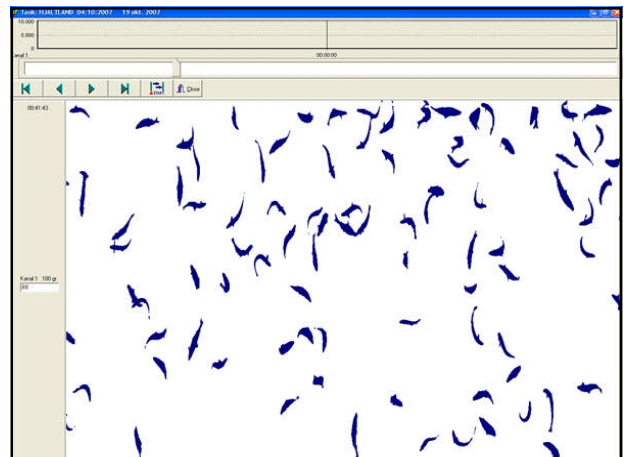 Tank: HJALTLAND 04:10:2007 19 okt. 2007
10.000
5.000
0
Kanal 1
00:00:00
Close
00:41:43
Kanal 1 100 gr